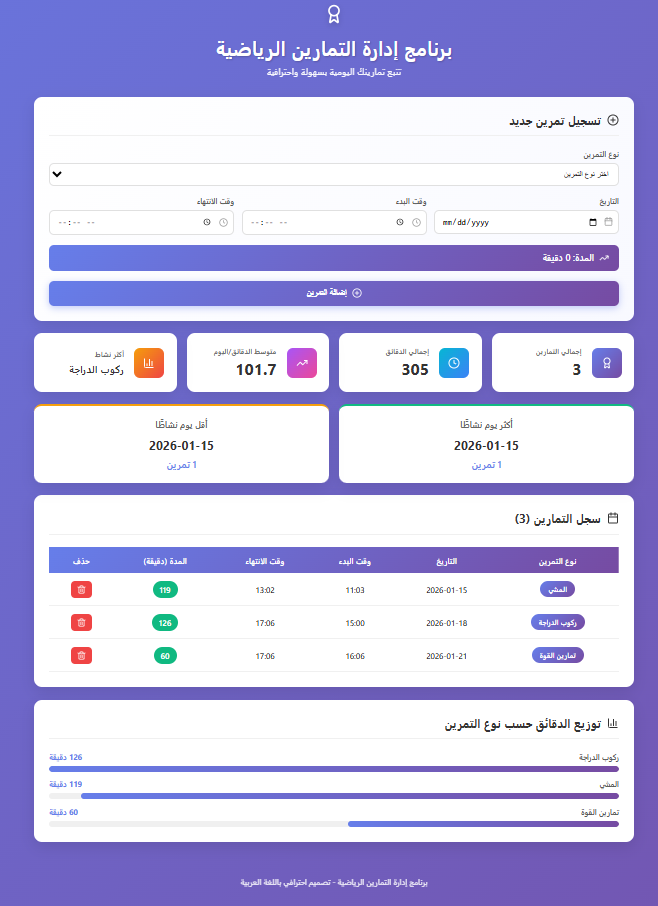 برنامج إدارة التمارين الرياضية
تتبع تمارينك اليومية بسهولة واحترافية
تسجيل تمرين جديد
نوع التمرين
اختر نوع التمرين
التاريخ
وقت البدء
وقت الانتهاء
mm/dd/yyyy
--:-- --
--:-- --
المدة: 0 دقيقة
إضافة تمرين
إجمالي التمارين
3
إجمالي الدقائق
305
متوسط الدقائق/اليوم
101.7
أكثر نشاط
ركوب الدراجة
أكثر يوم نشاطًا
2026-01-15
1 تمرين
أقل يوم نشاطًا
2026-01-15
1 تمرين
سجل التمارين (3)
نوع التمرين التاريخ وقت البدء وقت الانتهاء المدة (دقيقة) حذف
المشي 2026-01-15 11:03 13:02 119
ركوب الدراجة 2026-01-18 15:00 17:06 126
تمارين القوة 2026-01-21 16:06 17:06 60
توزيع الدقائق حسب نوع التمرين
ركوب الدراجة 126 دقيقة
المشي 119 دقيقة
تمارين القوة 60 دقيقة
برنامج إدارة التمارين الرياضية - تصميم احترافي باللغة العربية